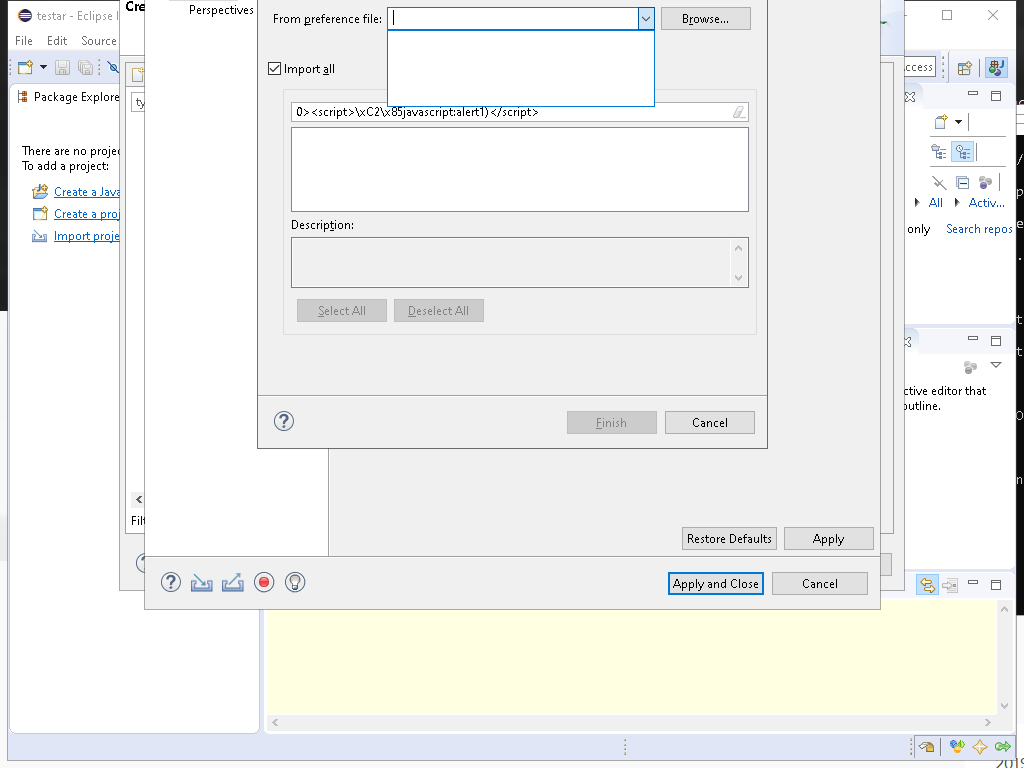 testar - Eclipse I
Cre
File Edit Source
Perspectives
From preference file:
Browse...
Import all
ccess
Package Explore
ty
0><script>\xC2\x85javascript:alert1)</script>
There are no projec
To add a project:
Create a Java
Create a proj
Import proje
Description:
All
Activ...
only
Search repos
Select All
Deselect All
ctive editor that
outline.
Finish
Cancel
Filt
Restore Defaults
Apply
Apply and Close
Cancel
2019